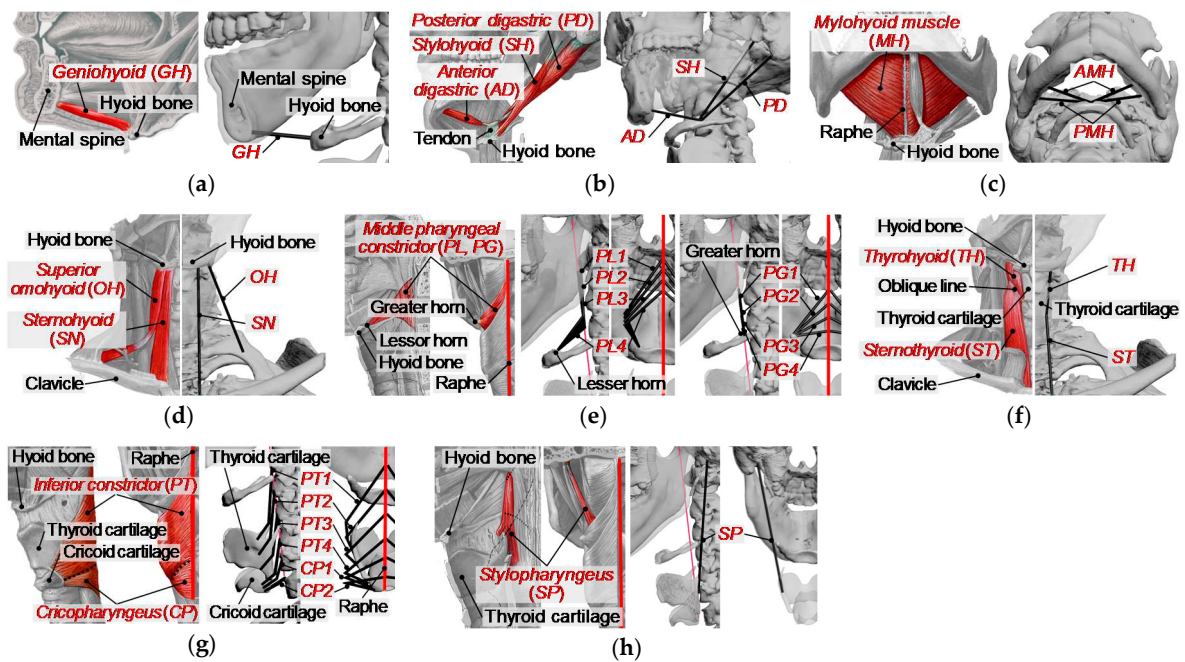 Geniohyoid (GH)
Hyoid bone
Mental spine
Mental spine
Hyoid bone
GH
(a)
Posterior digastric (PD)
Stylohyoid (SH)
Anterior
digastric (AD)
Tendon
Hyoid bone
SH
PD
AD
(b)
Mylohyoid muscle
(MH)
Raphe
Hyoid bone
AMH
PMH
(c)
Hyoid bone
Superior
omohyoid (OH)
Sternohyoid
(SN)
Clavicle
Hyoid bone
OH
SN
(d)
Middle pharyngeal
constrictor (PL, PG)
Greater horn
Lessor horn
Hyoid bone
Raphe
PL1
PL2
PL3
PL4
Lesser horn
Greater horn
PG1
PG2
PG3
PG4
(e)
Hyoid bone
Thyrohyoid (TH)
Oblique line
Thyroid cartilage
Sternothyroid (ST)
Clavicle
TH
Thyroid cartilage
ST
(f)
Hyoid bone
Raphe
Inferior constrictor (PT)
Thyroid cartilage
Cricoid cartilage
Cricopharyngeus (CP)
Thyroid cartilage
PT1
PT2
PT3
PT4
CP1
CP2
Raphe
Cricoid cartilage
(g)
Hyoid bone
Stylopharyngeus
(SP)
Thyroid cartilage
SP
(h)